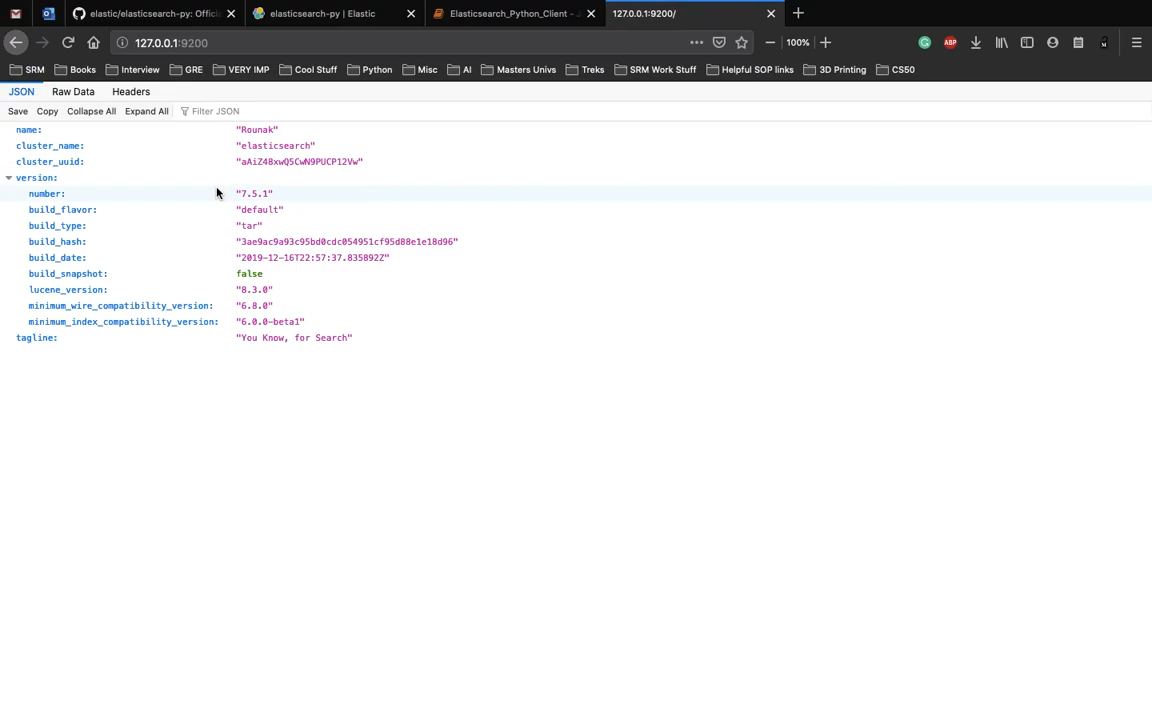 elastic/elasticsearch-py: Offici
elasticsearch-py | Elastic
Elasticsearch_Python_Client - J
127.0.0.1:9200/
127.0.0.1:9200
100%
ABP
SRM Books Interview GRE VERY IMP Cool Stuff Python Misc AI Masters Univs Treks SRM Work Stuff Helpful SOP links 3D Printing CS50
JSON Raw Data Headers
Save Copy Collapse All Expand All Filter JSON
name: "Rounak"
cluster_name: "elasticsearch"
cluster_uuid: "aAiZ48xwQ5CwN9PUCP12Vw"
version:
number: "7.5.1"
build_flavor: "default"
build_type: "tar"
build_hash: "3ae9ac9a93c95bd0cdc054951cf95d88e1e18d96"
build_date: "2019-12-16T22:57:37.835892Z"
build_snapshot: false
lucene_version: "8.3.0"
minimum_wire_compatibility_version: "6.8.0"
minimum_index_compatibility_version: "6.0.0-beta1"
tagline: "You Know, for Search"